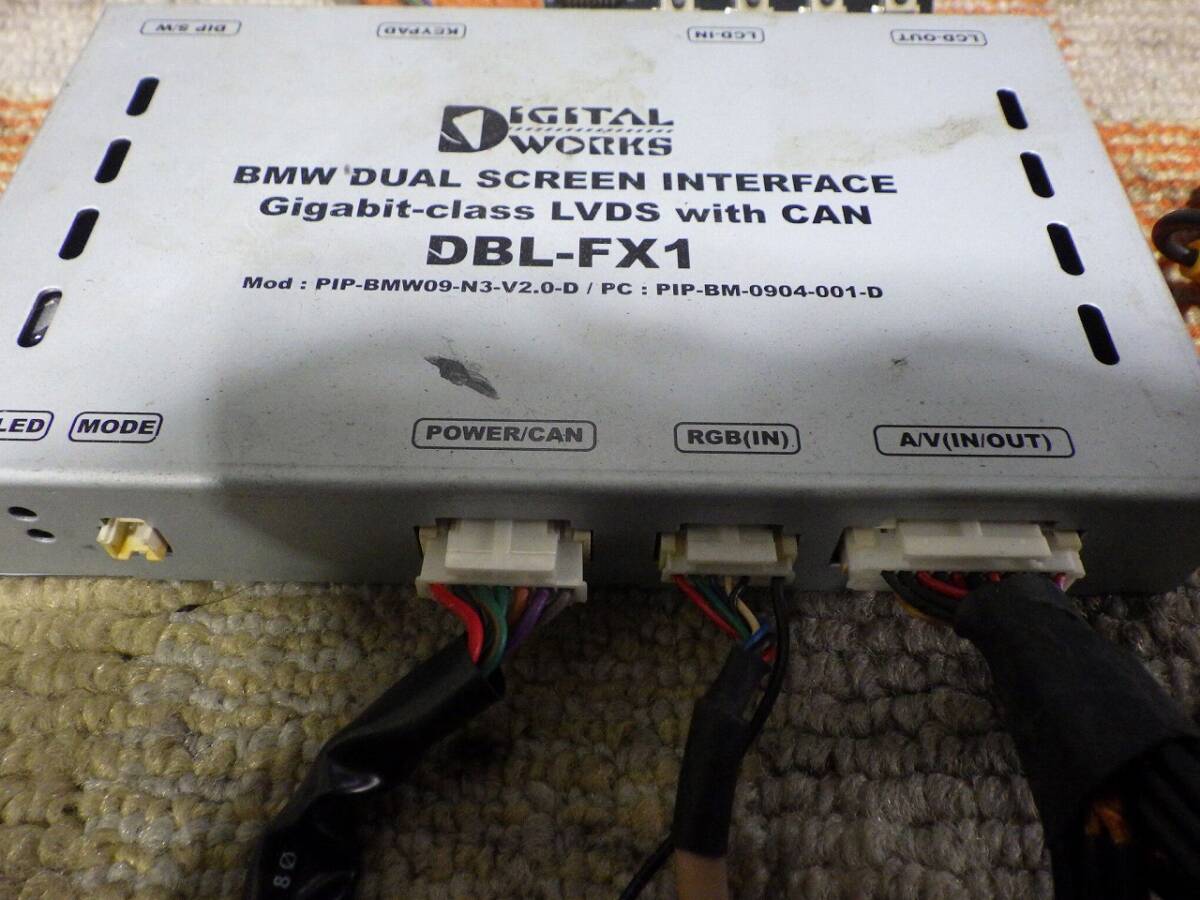 DIP S/W
KEYPAD
LCD-IN
LCD-OUT
DIGITAL
WORKS
BMW DUAL SCREEN INTERFACE
Gigabit-class LVDS with CAN
DBL-FX1
Mod : PIP-BMW09-N3-V2.0-D / PC : PIP-BM-0904-001-D
LED
MODE
POWER/CAN
RGB(IN)
A/V(IN/OUT)
80